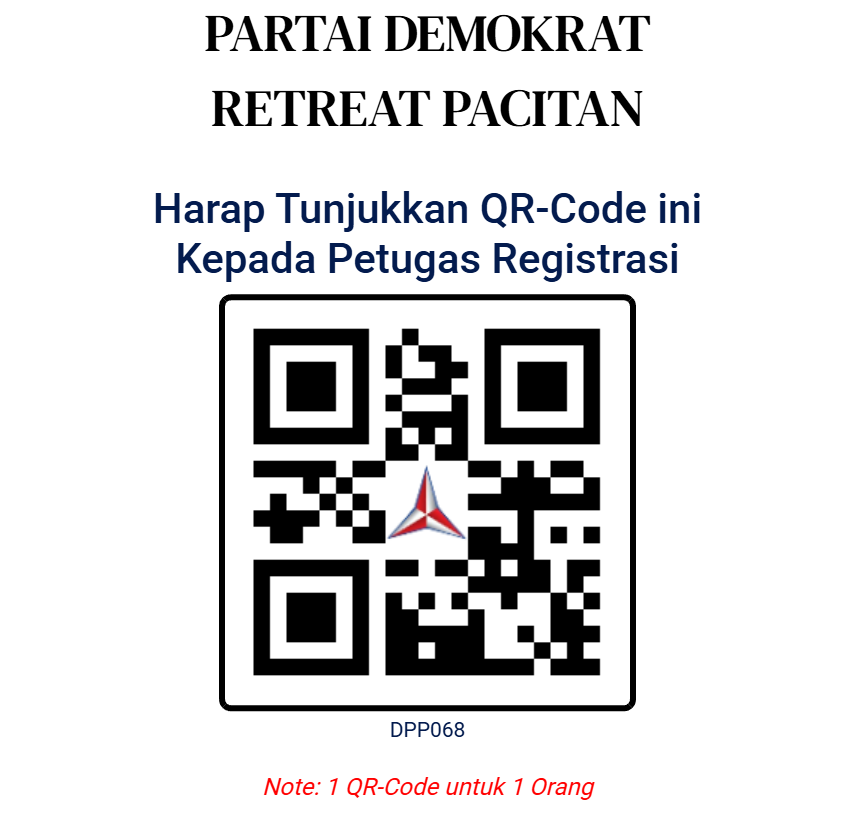 PARTAI DEMOKRAT
RETREAT PACITAN
Harap Tunjukkan QR-Code ini
Kepada Petugas Registrasi
DPP068
Note: 1 QR-Code untuk 1 Orang